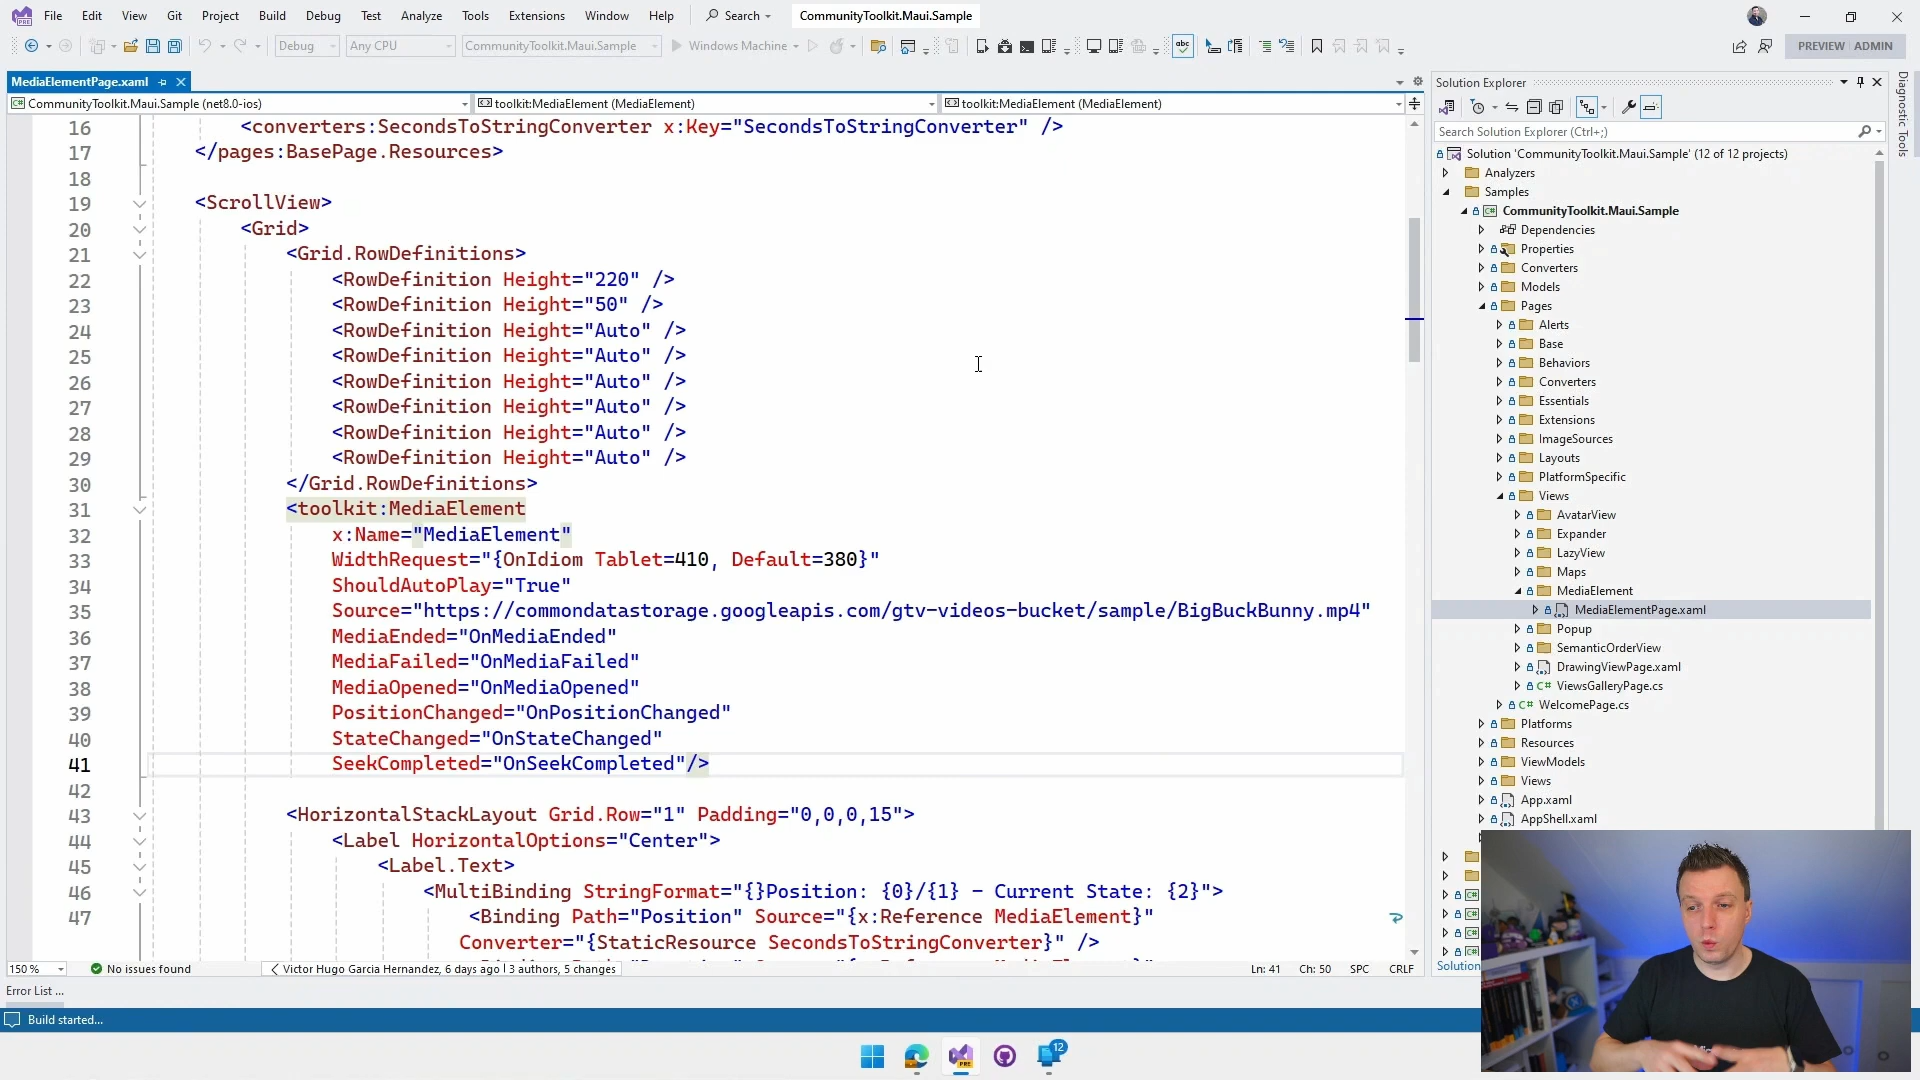 File Edit View Git Project Build Debug Test Analyze Tools Extensions Window Help Search CommunityToolkit.Maui.Sample
Debug Any CPU CommunityToolkit.Maui.Sample Windows Machine abc PREVIEW ADMIN
MediaElementPage.xaml
CommunityToolkit.Maui.Sample (net8.0-ios) toolkit:MediaElement (MediaElement) toolkit:MediaElement (MediaElement)
16 <converters:SecondsToStringConverter x:Key="SecondsToStringConverter" />
17 </pages:BasePage.Resources>
18
19 <ScrollView>
20 <Grid>
21 <Grid.RowDefinitions>
22 <RowDefinition Height="220" />
23 <RowDefinition Height="50" />
24 <RowDefinition Height="Auto" />
25 <RowDefinition Height="Auto" />
26 <RowDefinition Height="Auto" />
27 <RowDefinition Height="Auto" />
28 <RowDefinition Height="Auto" />
29 <RowDefinition Height="Auto" />
30 </Grid.RowDefinitions>
31 <toolkit:MediaElement
32 x:Name="MediaElement"
33 WidthRequest="{OnIdiom Tablet=410, Default=380}"
34 ShouldAutoPlay="True"
35 Source="https://commondatastorage.googleapis.com/gtv-videos-bucket/sample/BigBuckBunny.mp4"
36 MediaEnded="OnMediaEnded"
37 MediaFailed="OnMediaFailed"
38 MediaOpened="OnMediaOpened"
39 PositionChanged="OnPositionChanged"
40 StateChanged="OnStateChanged"
41 SeekCompleted="OnSeekCompleted"/>
42
43 <HorizontalStackLayout Grid.Row="1" Padding="0,0,0,15">
44 <Label HorizontalOptions="Center">
45 <Label.Text>
46 <MultiBinding StringFormat="{}Position: {0}/{1} - Current State: {2}">
47 <Binding Path="Position" Source="{x:Reference MediaElement}"
Converter="{StaticResource SecondsToStringConverter}" />
150 % No issues found Victor Hugo Garcia Hernandez, 6 days ago | 3 authors, 5 changes Ln: 41 Ch: 50 SPC CRLF
Error List ...
Build started...
12
Solution Explorer
Search Solution Explorer (Ctrl+;)
Solution 'CommunityToolkit.Maui.Sample' (12 of 12 projects)
Analyzers
Samples
CommunityToolkit.Maui.Sample
Dependencies
Properties
Converters
Models
Pages
Alerts
Base
Behaviors
Converters
Essentials
Extensions
ImageSources
Layouts
PlatformSpecific
Views
AvatarView
Expander
LazyView
Maps
MediaElement
MediaElementPage.xaml
Popup
SemanticOrderView
DrawingViewPage.xaml
ViewsGalleryPage.cs
WelcomePage.cs
Platforms
Resources
ViewModels
Views
App.xaml
AppShell.xaml
Solution
Diagnostic Tools